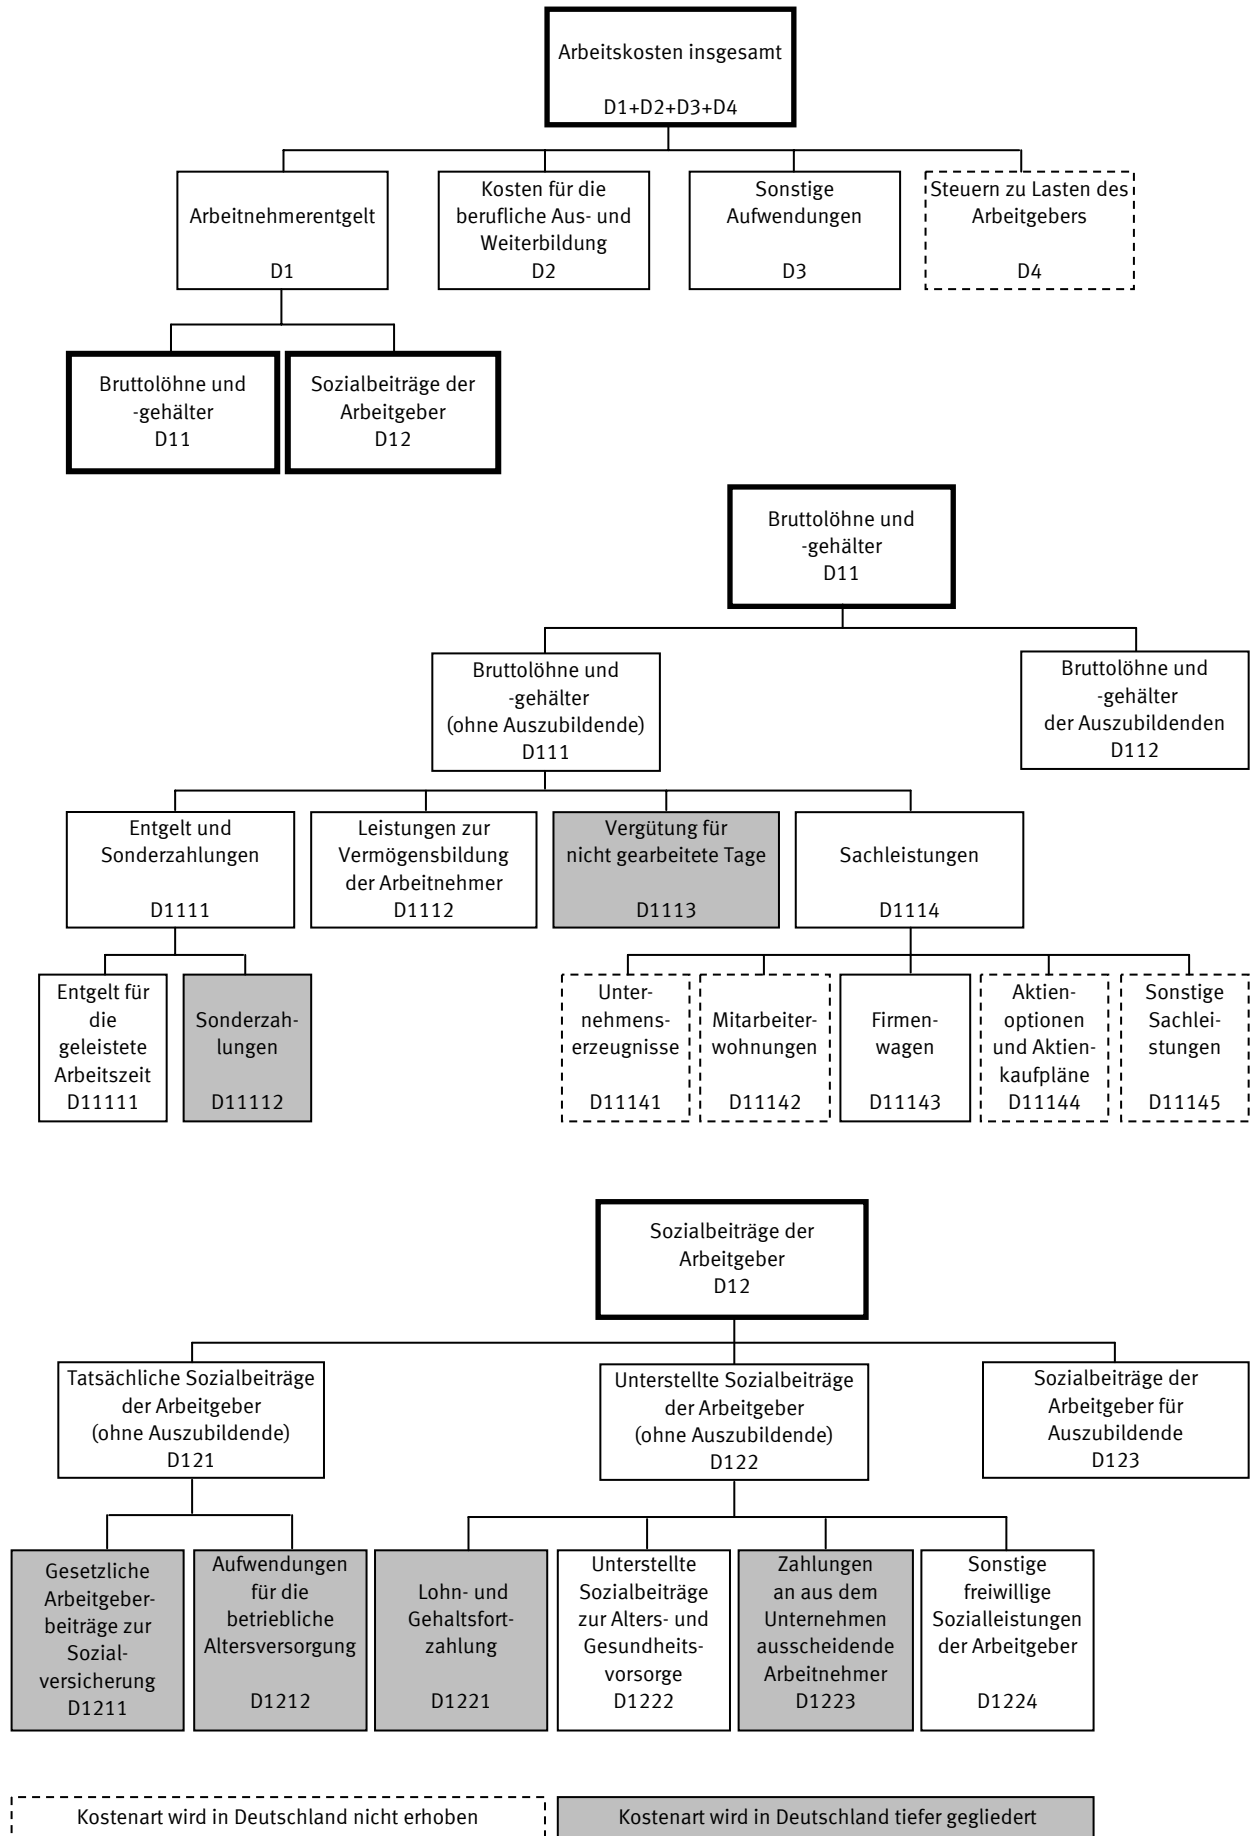 Arbeitskosten insgesamt
D1+D2+D3+D4
Arbeitnehmerentgelt
D1
Kosten für die
berufliche Aus- und
Weiterbildung
D2
Sonstige
Aufwendungen
D3
Steuern zu Lasten des
Arbeitgebers
D4
Bruttolöhne und
-gehälter
D11
Sozialbeiträge der
Arbeitgeber
D12
Bruttolöhne und
-gehälter
D11
Bruttolöhne und
-gehälter
(ohne Auszubildende)
D111
Bruttolöhne und
-gehälter
der Auszubildenden
D112
Entgelt und
Sonderzahlungen
D1111
Leistungen zur
Vermögensbildung
der Arbeitnehmer
D1112
Vergütung für
nicht gearbeitete Tage
D1113
Sachleistungen
D1114
Entgelt für
die
geleistete
Arbeitszeit
D11111
Sonderzah-
lungen
D11112
Unter-
nehmens-
erzeugnisse
D11141
Mitarbeiter-
wohnungen
D11142
Firmen-
wagen
D11143
Aktien-
optionen
und Aktien-
kaufpläne
D11144
Sonstige
Sachlei-
stungen
D11145
Sozialbeiträge der
Arbeitgeber
D12
Tatsächliche Sozialbeiträge
der Arbeitgeber
(ohne Auszubildende)
D121
Unterstellte Sozialbeiträge
der Arbeitgeber
(ohne Auszubildende)
D122
Sozialbeiträge der
Arbeitgeber für
Auszubildende
D123
Gesetzliche
Arbeitgeber-
beiträge zur
Sozial-
versicherung
D1211
Aufwendungen
für die
betriebliche
Altersversorgung
D1212
Lohn- und
Gehaltsfort-
zahlung
D1221
Unterstellte
Sozialbeiträge
zur Alters- und
Gesundheits-
vorsorge
D1222
Zahlungen
an aus dem
Unternehmen
ausscheidende
Arbeitnehmer
D1223
Sonstige
freiwillige
Sozialleistungen
der Arbeitgeber
D1224
Kostenart wird in Deutschland nicht erhoben
Kostenart wird in Deutschland tiefer gegliedert